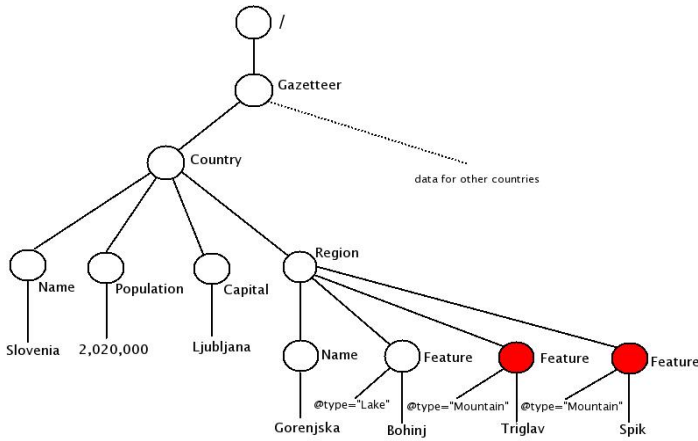 /
Gazetteer
Country
data for other countries
Region
Name
Population
Capital
Slovenia
2,020,000
Ljubljana
Name
Feature
Feature
Feature
@type="Lake"
@type="Mountain"
@type="Mountain"
Gorenjska
Bohinj
Triglav
Spik